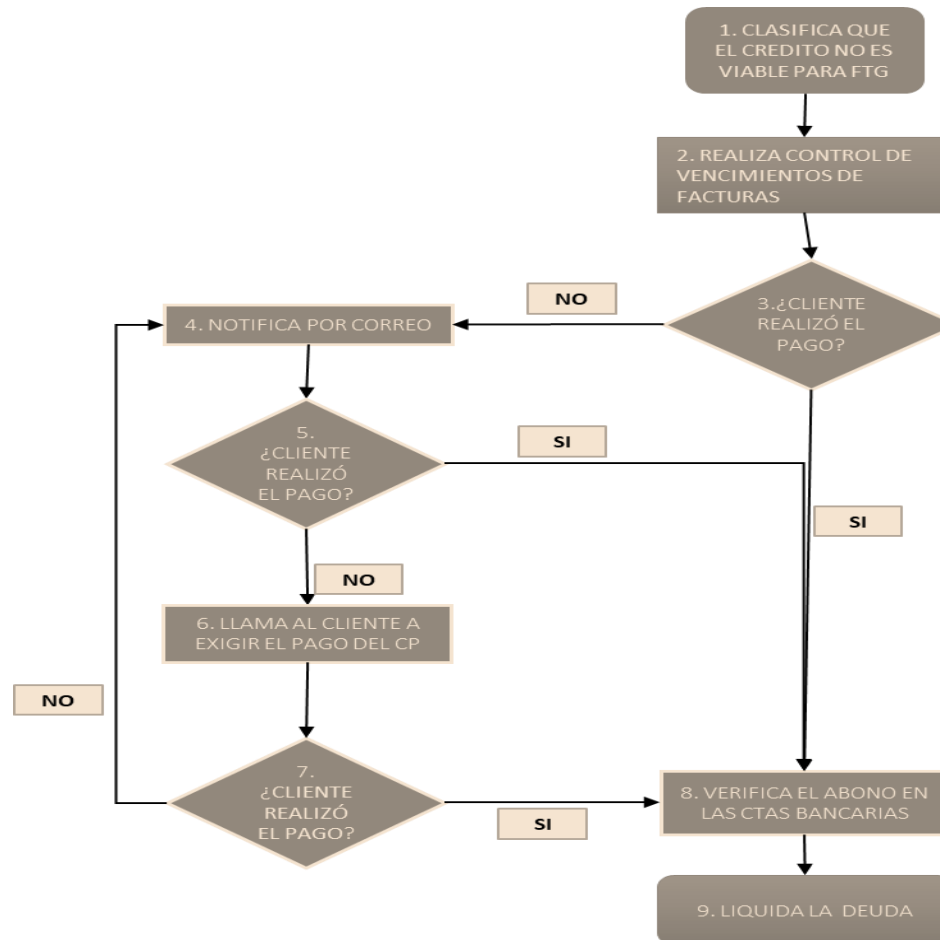 1. CLASIFICA QUE
EL CREDITO NO ES
VIABLE PARA FTG
2. REALIZA CONTROL DE
VENCIMIENTOS DE
FACTURAS
3.¿CLIENTE
REALIZÓ EL
PAGO?
NO
4. NOTIFICA POR CORREO
5.
¿CLIENTE
REALIZÓ
EL PAGO?
SI
SI
NO
6. LLAMA AL CLIENTE A
EXIGIR EL PAGO DEL CP
NO
7.
¿CLIENTE
REALIZÓ
EL PAGO?
SI
8. VERIFICA EL ABONO EN
LAS CTAS BANCARIAS
9. LIQUIDA LA DEUDA